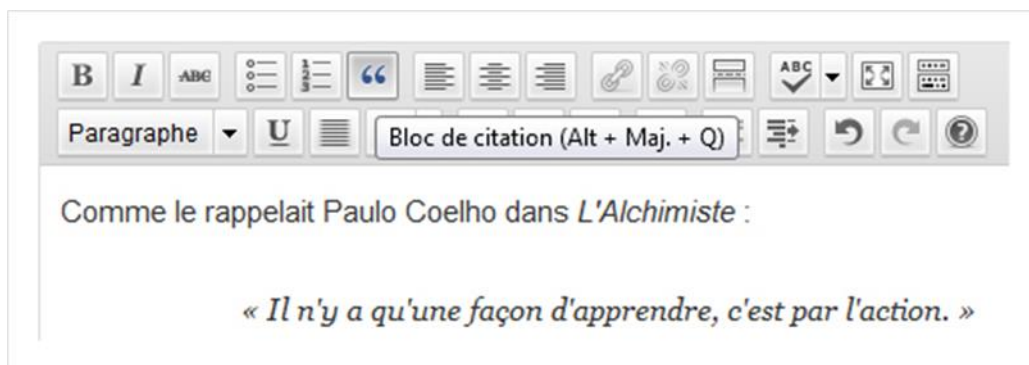 B I ABC ABC
Paragraphe U Bloc de citation (Alt + Maj. + Q)
Comme le rappelait Paulo Coelho dans L'Alchimiste :
« Il n'y a qu'une façon d'apprendre, c'est par l'action. »